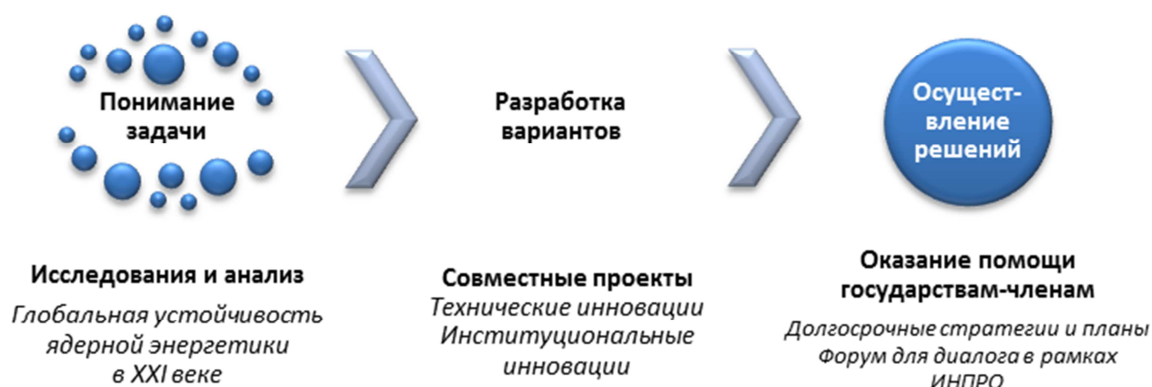 Понимание
задачи
Разработка
вариантов
Осущест-
вление
решений
Исследования и анализ
Глобальная устойчивость
ядерной энергетики
в XXI веке
Совместные проекты
Технические инновации
Институциональные
инновации
Оказание помощи
государствам-членам
Долгосрочные стратегии и планы
Форум для диалога в рамках
ИНПРО